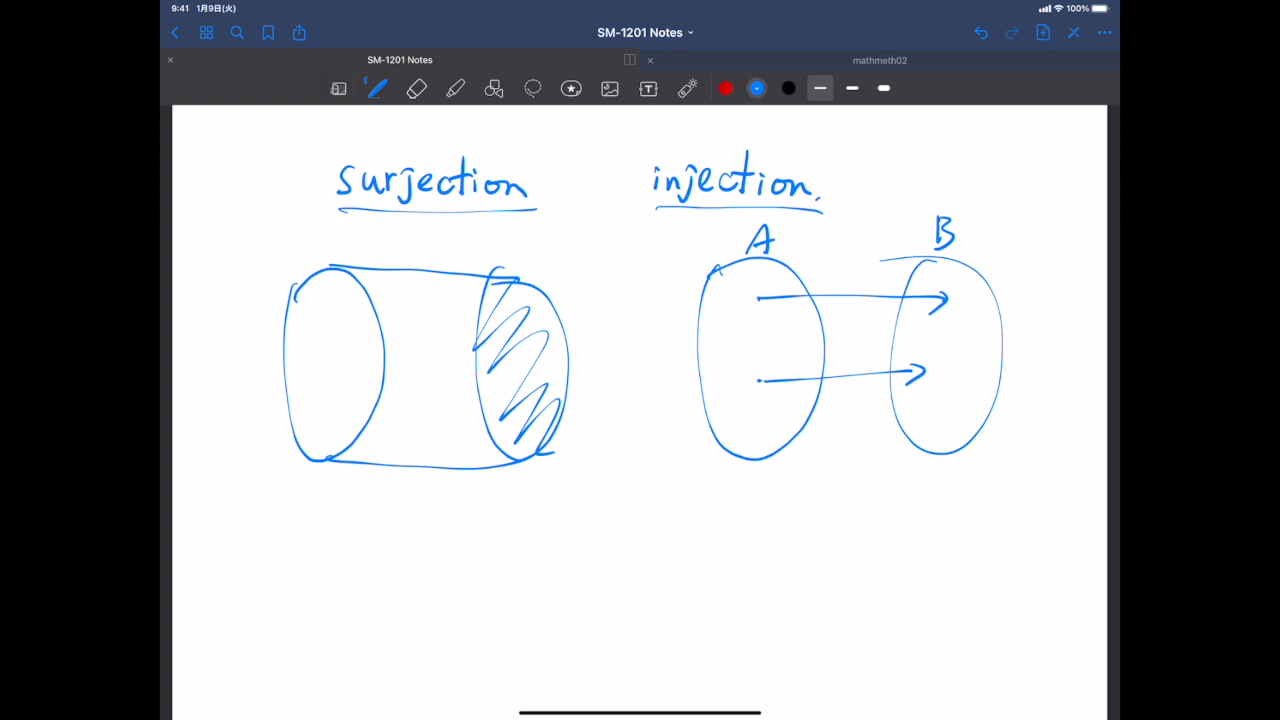 9:41 1月9日(火) 100%
SM-1201 Notes
SM-1201 Notes mathmeth02
surjection injection.
A B